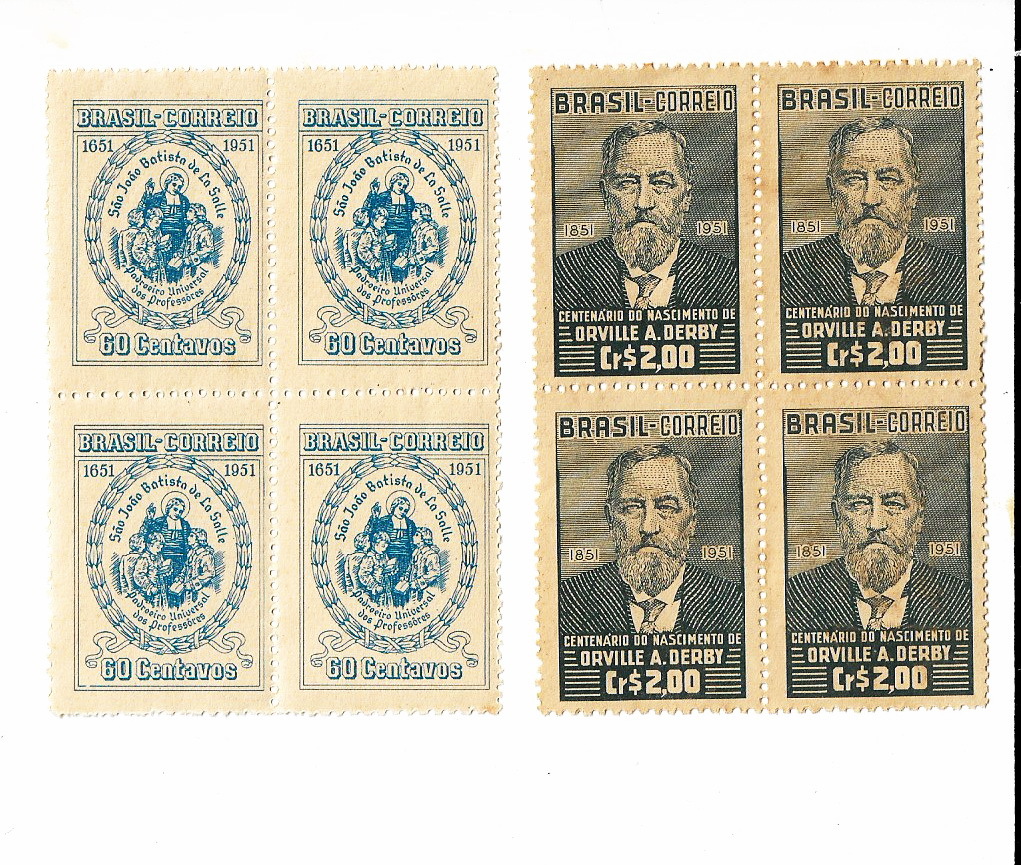 BRASIL-CORREIO
1651 1951
São João Batista de La Salle
Padroeiro Universal
dos Professôres
60 Centavos
BRASIL-CORREIO
1651 1951
São João Batista de La Salle
Padroeiro Universal
dos Professôres
60 Centavos
BRASIL-CORREIO
1851 1951
CENTENÁRIO DO NASCIMENTO DE
ORVILLE A. DERBY
Cr$ 2,00
BRASIL-CORREIO
1851 1951
CENTENÁRIO DO NASCIMENTO DE
ORVILLE A. DERBY
Cr$ 2,00
BRASIL-CORREIO
1651 1951
São João Batista de La Salle
Padroeiro Universal
dos Professôres
60 Centavos
BRASIL-CORREIO
1651 1951
São João Batista de La Salle
Padroeiro Universal
dos Professôres
60 Centavos
BRASIL-CORREIO
1851 1951
CENTENÁRIO DO NASCIMENTO DE
ORVILLE A. DERBY
Cr$ 2,00
BRASIL-CORREIO
1851 1951
CENTENÁRIO DO NASCIMENTO DE
ORVILLE A. DERBY
Cr$ 2,00